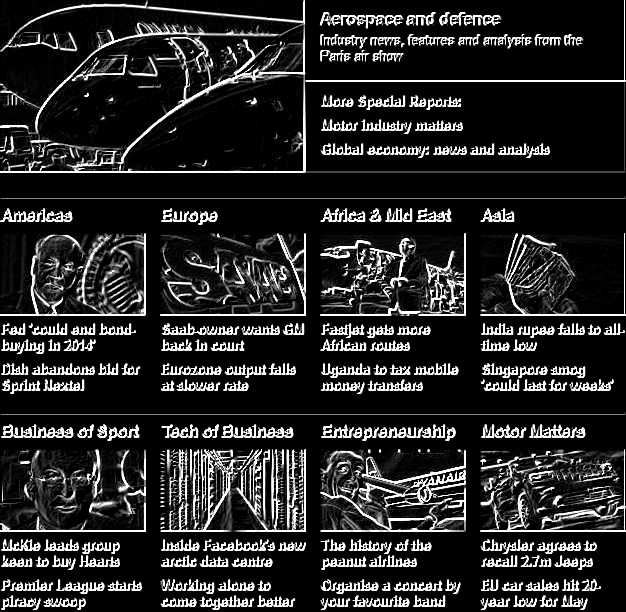 Aerospace and defence
Industry news, features and analysis from the
Paris air show
More Special Reports:
Motor industry matters
Global economy: news and analysis
Americas
Fed 'could end bond-
buying in 2014'
Dish abandons bid for
Sprint Nextel
Europe
Saab-owner wants GM
back in court
Eurozone output falls
at slower rate
Africa & Mid East
Fastjet gets more
African routes
Uganda to tax mobile
money transfers
Asia
India rupee falls to all-
time low
Singapore smog
'could last for weeks'
Business of Sport
McKie leads group
keen to buy Hearts
Premier League starts
piracy swoop
Tech of Business
Inside Facebook's new
arctic data centre
Working alone to
come together better
Entrepreneurship
The history of the
peanut airlines
Organise a concert by
your favourite band
Motor Matters
Chrysler agrees to
recall 2.7m Jeeps
EU car sales hit 20-
year low for May